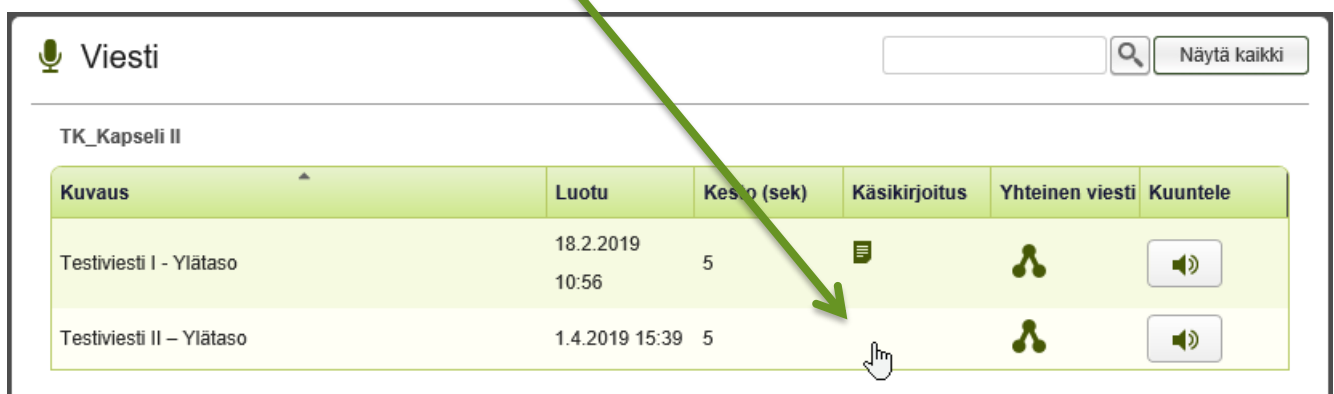 Viesti
Näytä kaikki
TK_Kapseli II
Kuvaus Luotu Kesto (sek) Käsikirjoitus Yhteinen viesti Kuuntele
Testiviesti I - Ylätaso 18.2.2019 10:56 5
Testiviesti II – Ylätaso 1.4.2019 15:39 5